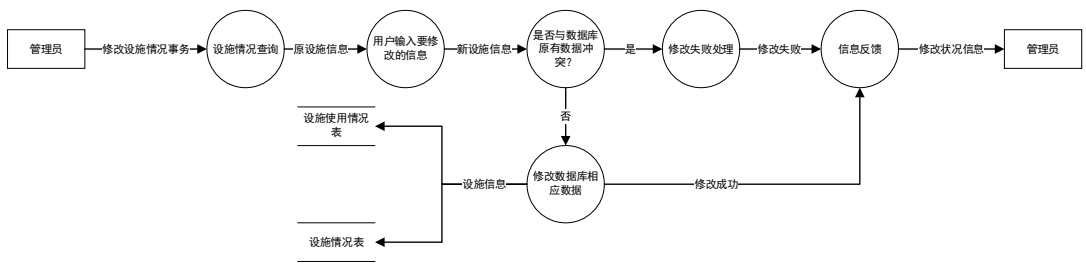 管理员
修改设施情况事务
设施情况查询
原设施信息
用户输入要修
改的信息
新设施信息
是否与数据库
原有数据冲
突?
是
修改失败处理
修改失败
信息反馈
修改状况信息
管理员
否
设施使用情况
表
设施信息
修改数据库相
应数据
修改成功
设施情况表